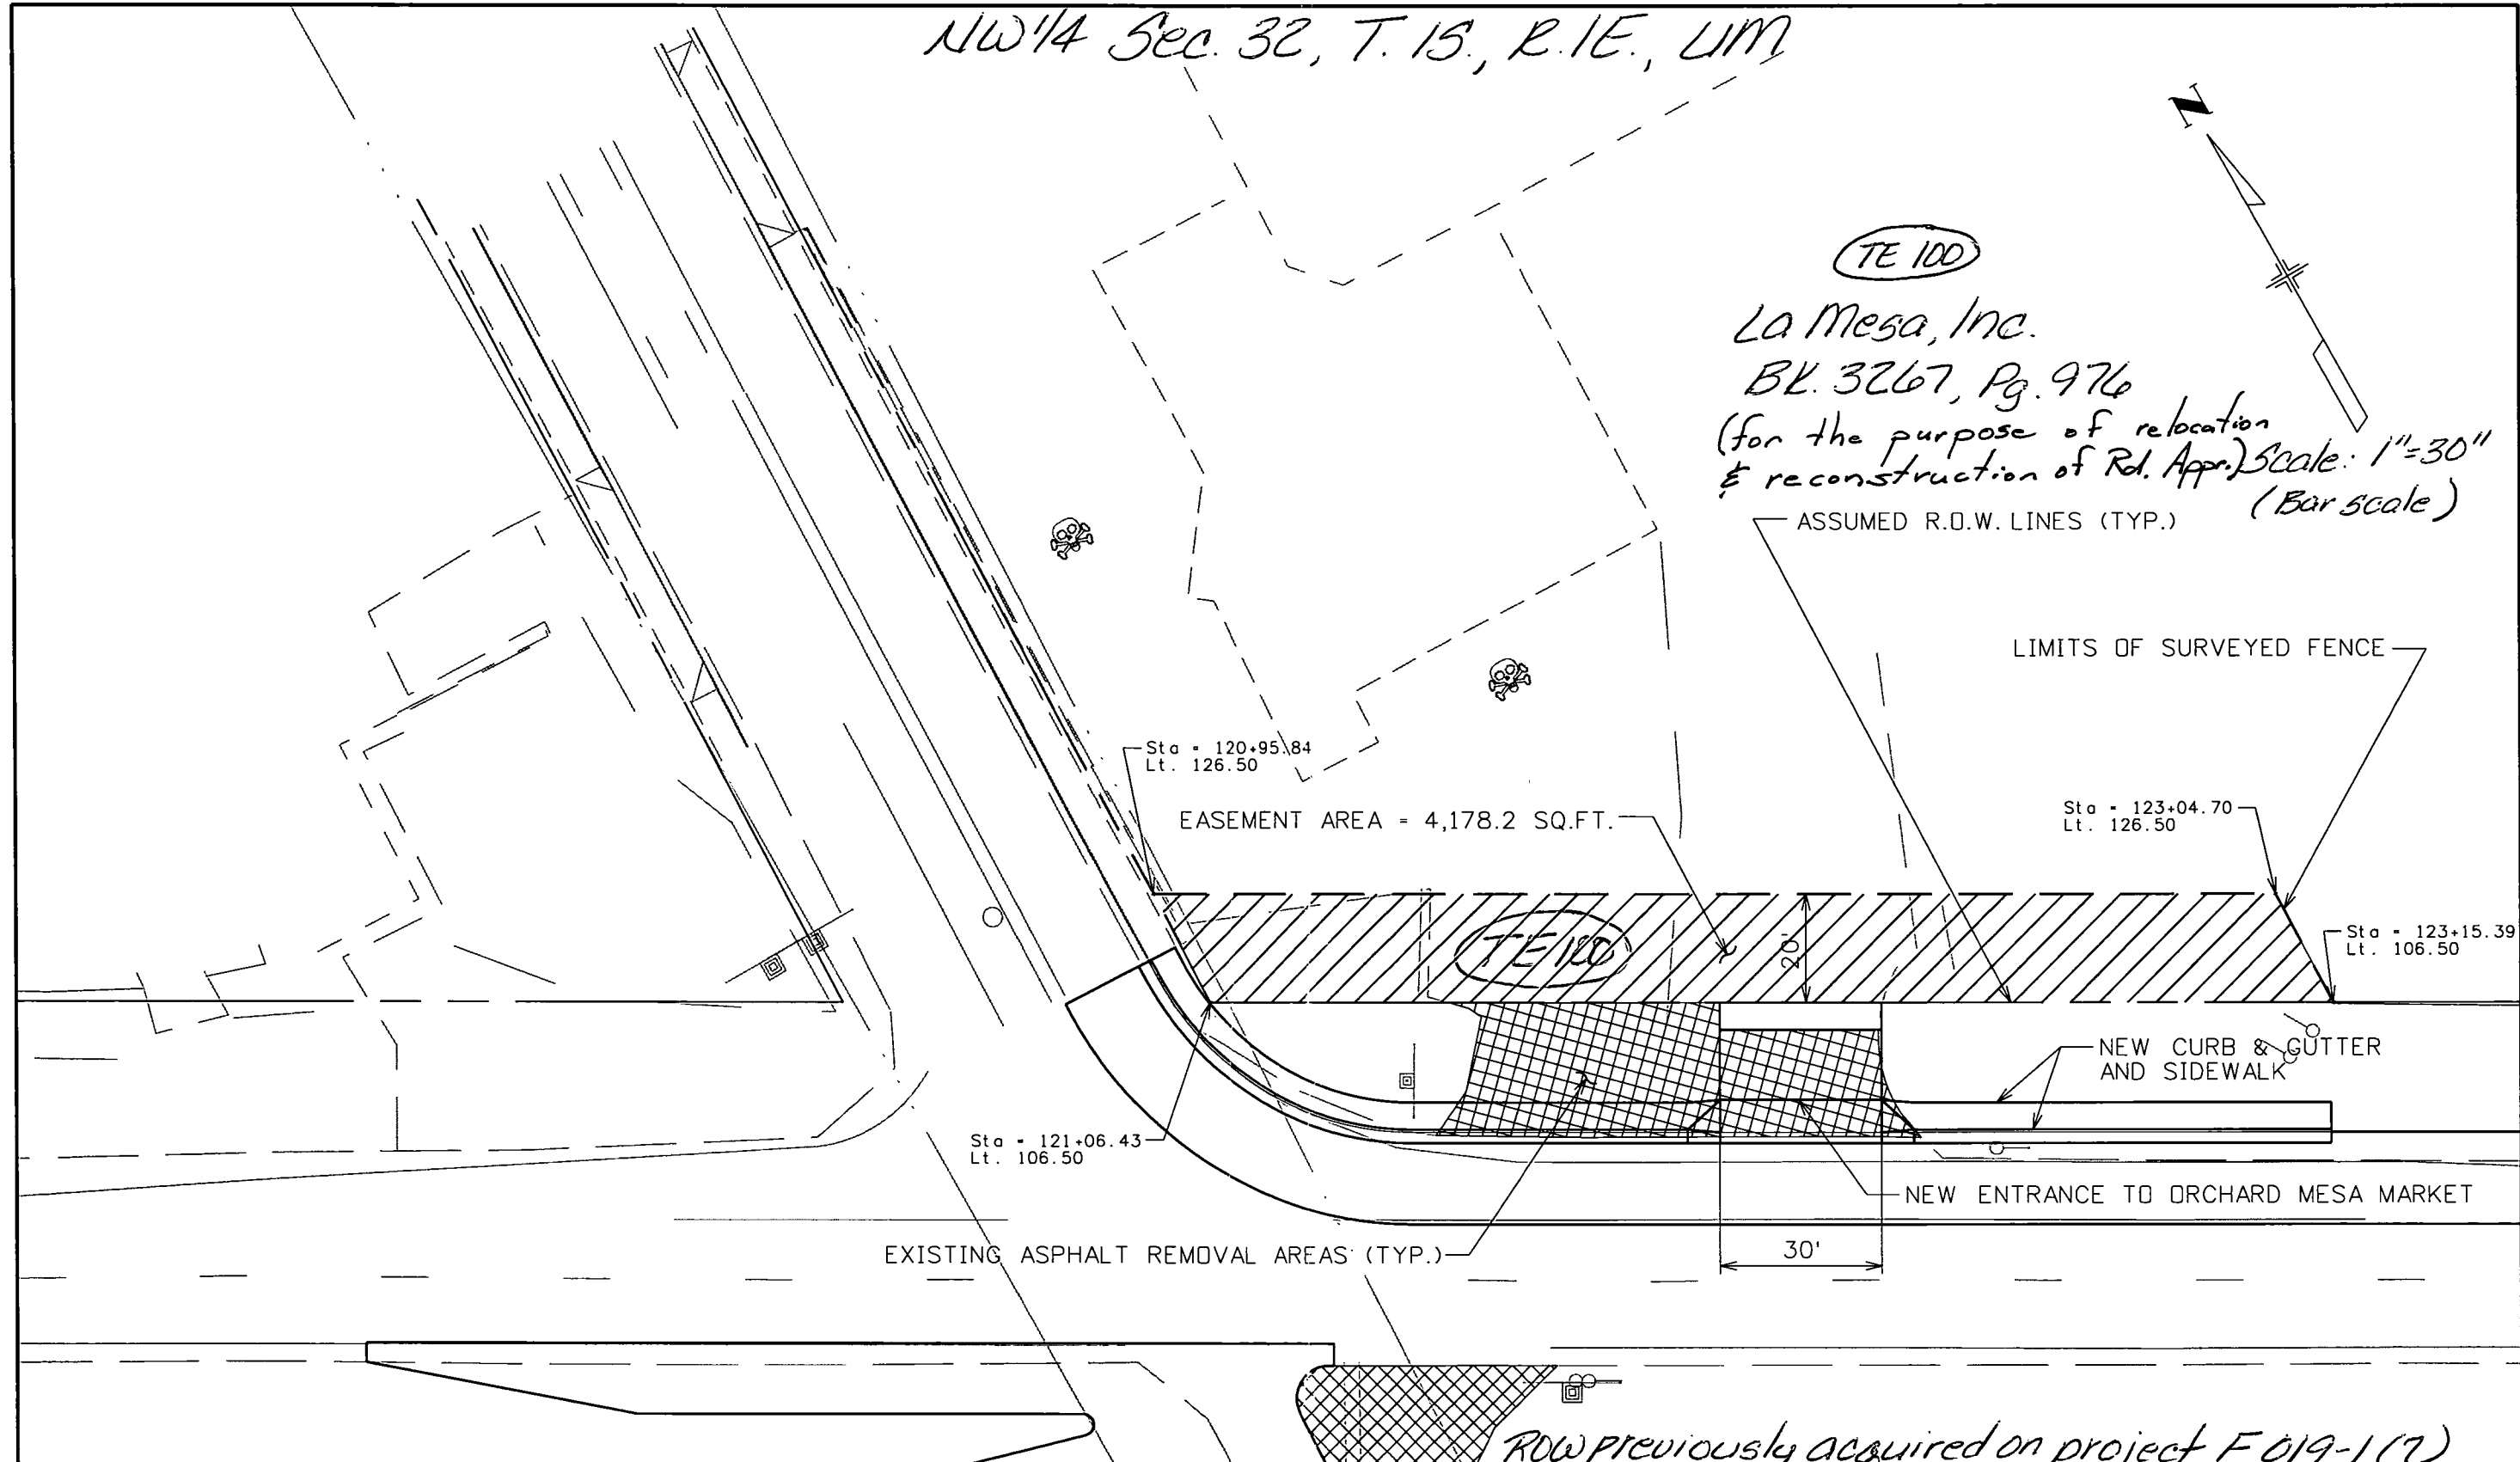 NW 1/4 Sec. 32, T. 1S., R. 1E., UM
N
TE 100
La Mesa, Inc.
BK. 3267, Pg. 976
(for the purpose of relocation
& reconstruction of Rd. Appr.) Scale: 1"=30"
(Bar scale)
ASSUMED R.O.W. LINES (TYP.)
LIMITS OF SURVEYED FENCE
Sta = 120+95.84
Lt. 126.50
EASEMENT AREA = 4,178.2 SQ.FT.
Sta = 123+04.70
Lt. 126.50
TE 100
20'
Sta = 123+15.39
Lt. 106.50
NEW CURB & GUTTER
AND SIDEWALK
Sta = 121+06.43
Lt. 106.50
NEW ENTRANCE TO ORCHARD MESA MARKET
EXISTING ASPHALT REMOVAL AREAS (TYP.)
30'
ROW previously acquired on project F 019-1(7)